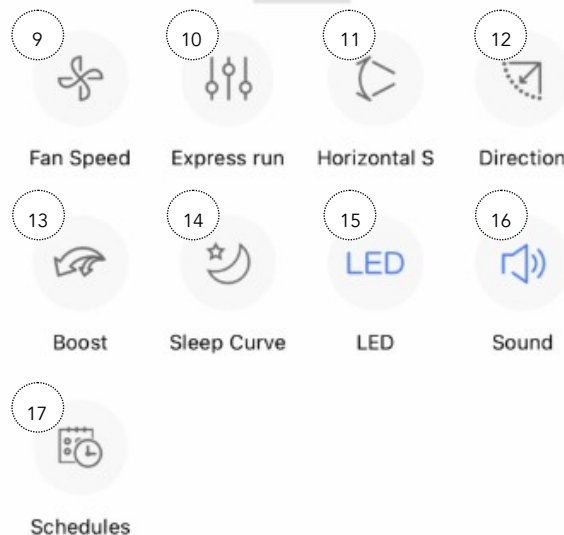 9 10 11 12
Fan Speed Express run Horizontal S Direction
13 14 15 16
LED
Boost Sleep Curve LED Sound
17
Schedules